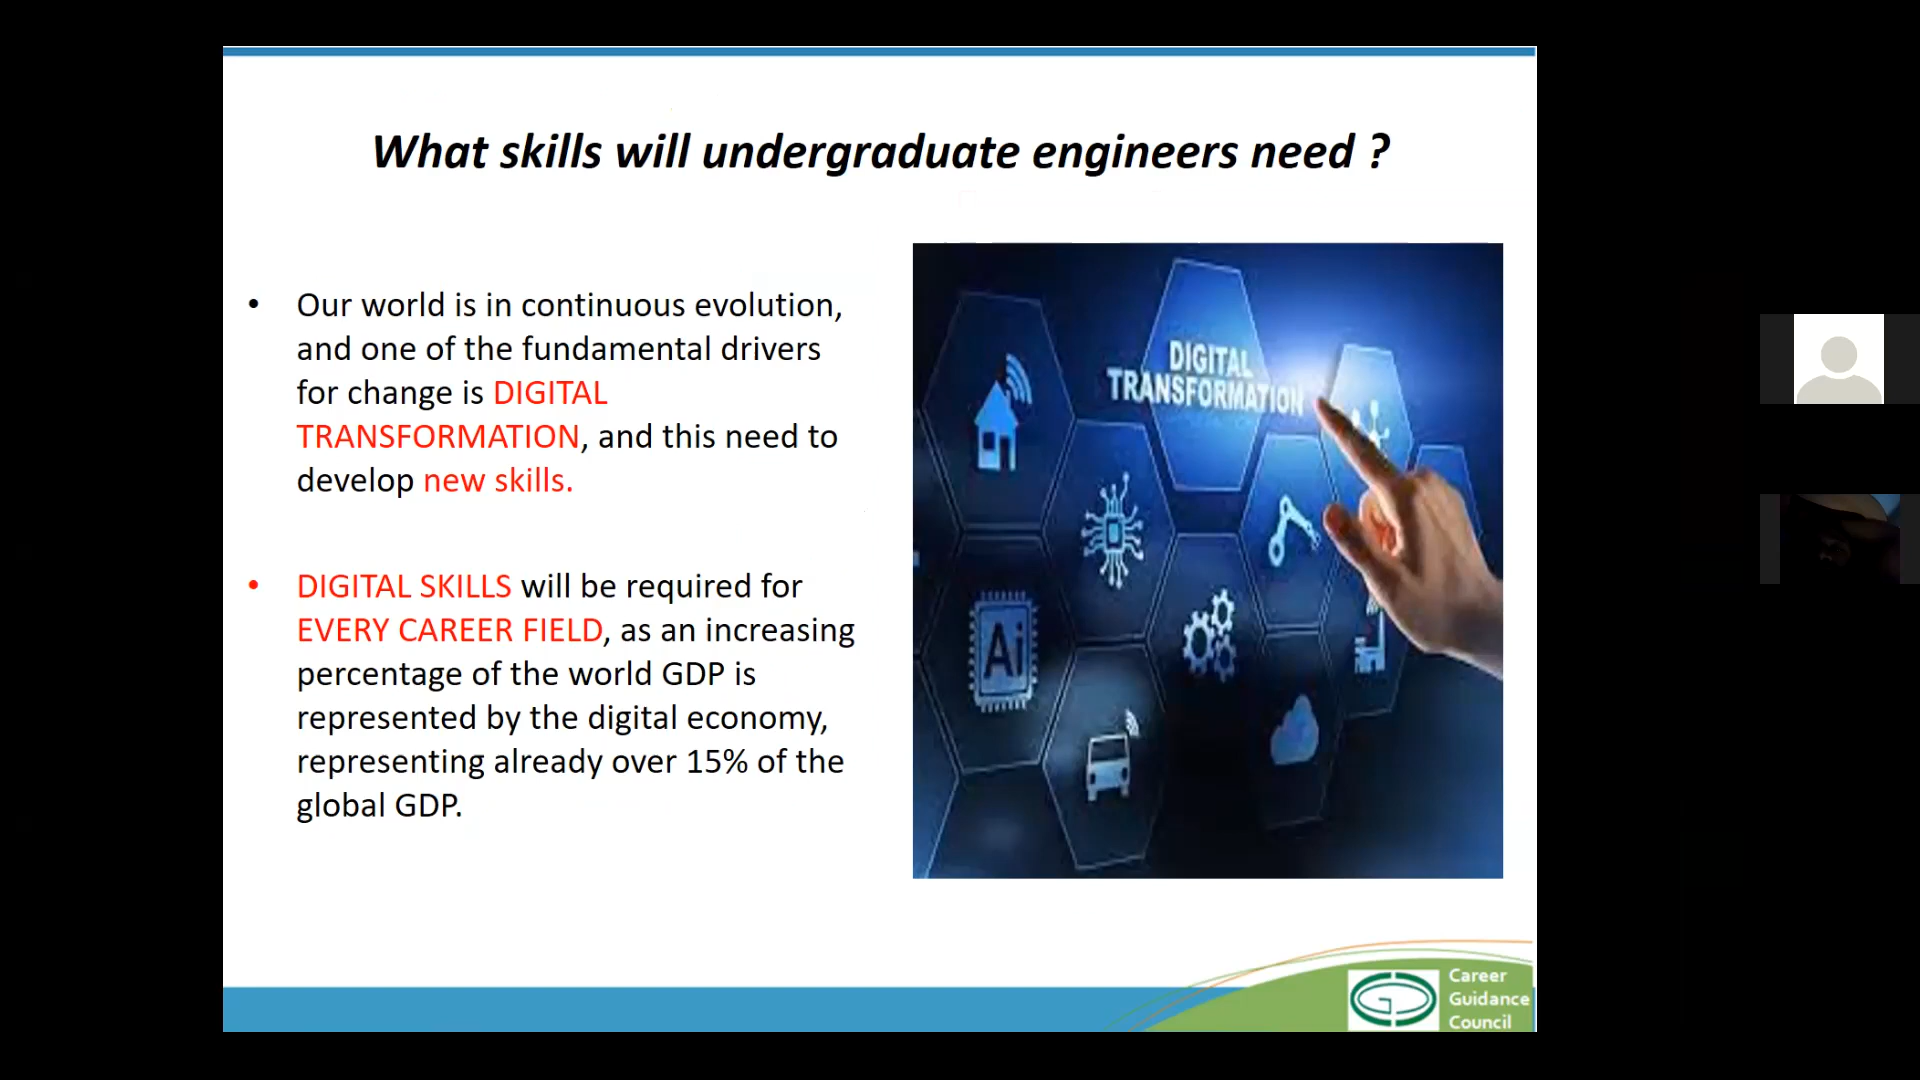 What skills will undergraduate engineers need ?
• Our world is in continuous evolution,
and one of the fundamental drivers
for change is DIGITAL
TRANSFORMATION, and this need to
develop new skills.
• DIGITAL SKILLS will be required for
EVERY CAREER FIELD, as an increasing
percentage of the world GDP is
represented by the digital economy,
representing already over 15% of the
global GDP.
DIGITAL
TRANSFORMATION
Ai
Career
Guidance
Council